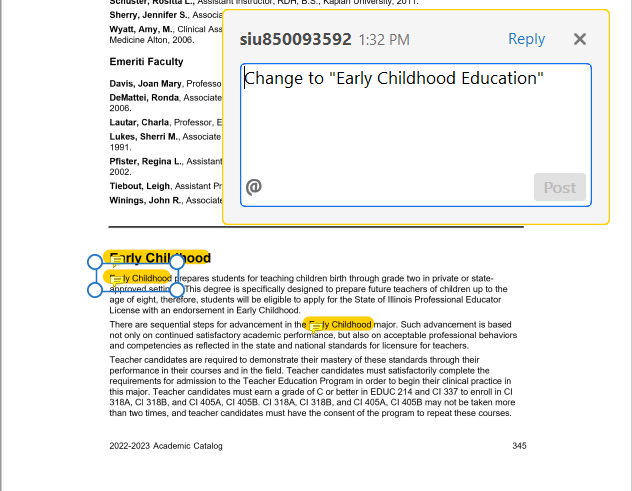 Schuster, Rositta L., Assistant Instructor, RDH, B.S., Kaplan University, 2011.
Sherry, Jennifer S., Associa
Wyatt, Amy, M., Clinical Ass
Medicine Alton, 2006.
Emeriti Faculty
Davis, Joan Mary, Professo
DeMattei, Ronda, Associate
2006.
Lautar, Charla, Professor, E
Lukes, Sherri M., Associate
1991.
Pfister, Regina L., Assistant
2002.
Tiebout, Leigh, Assistant Pr
Winings, John R., Associate
siu850093592 1:32 PM Reply
Change to "Early Childhood Education"
@ Post
Early Childhood
Early Childhood prepares students for teaching children birth through grade two in private or state-
approved settings. This degree is specifically designed to prepare future teachers of children up to the
age of eight, therefore, students will be eligible to apply for the State of Illinois Professional Educator
License with an endorsement in Early Childhood.
There are sequential steps for advancement in the Early Childhood major. Such advancement is based
not only on continued satisfactory academic performance, but also on acceptable professional behaviors
and competencies as reflected in the state and national standards for licensure for teachers.
Teacher candidates are required to demonstrate their mastery of these standards through their
performance in their courses and in the field. Teacher candidates must satisfactorily complete the
requirements for admission to the Teacher Education Program in order to begin their clinical practice in
this major. Teacher candidates must earn a grade of C or better in EDUC 214 and CI 337 to enroll in CI
318A, CI 318B, and CI 405A, CI 405B. CI 318A, CI 318B, and CI 405A, CI 405B may not be taken more
than two times, and teacher candidates must have the consent of the program to repeat these courses.
2022-2023 Academic Catalog 345